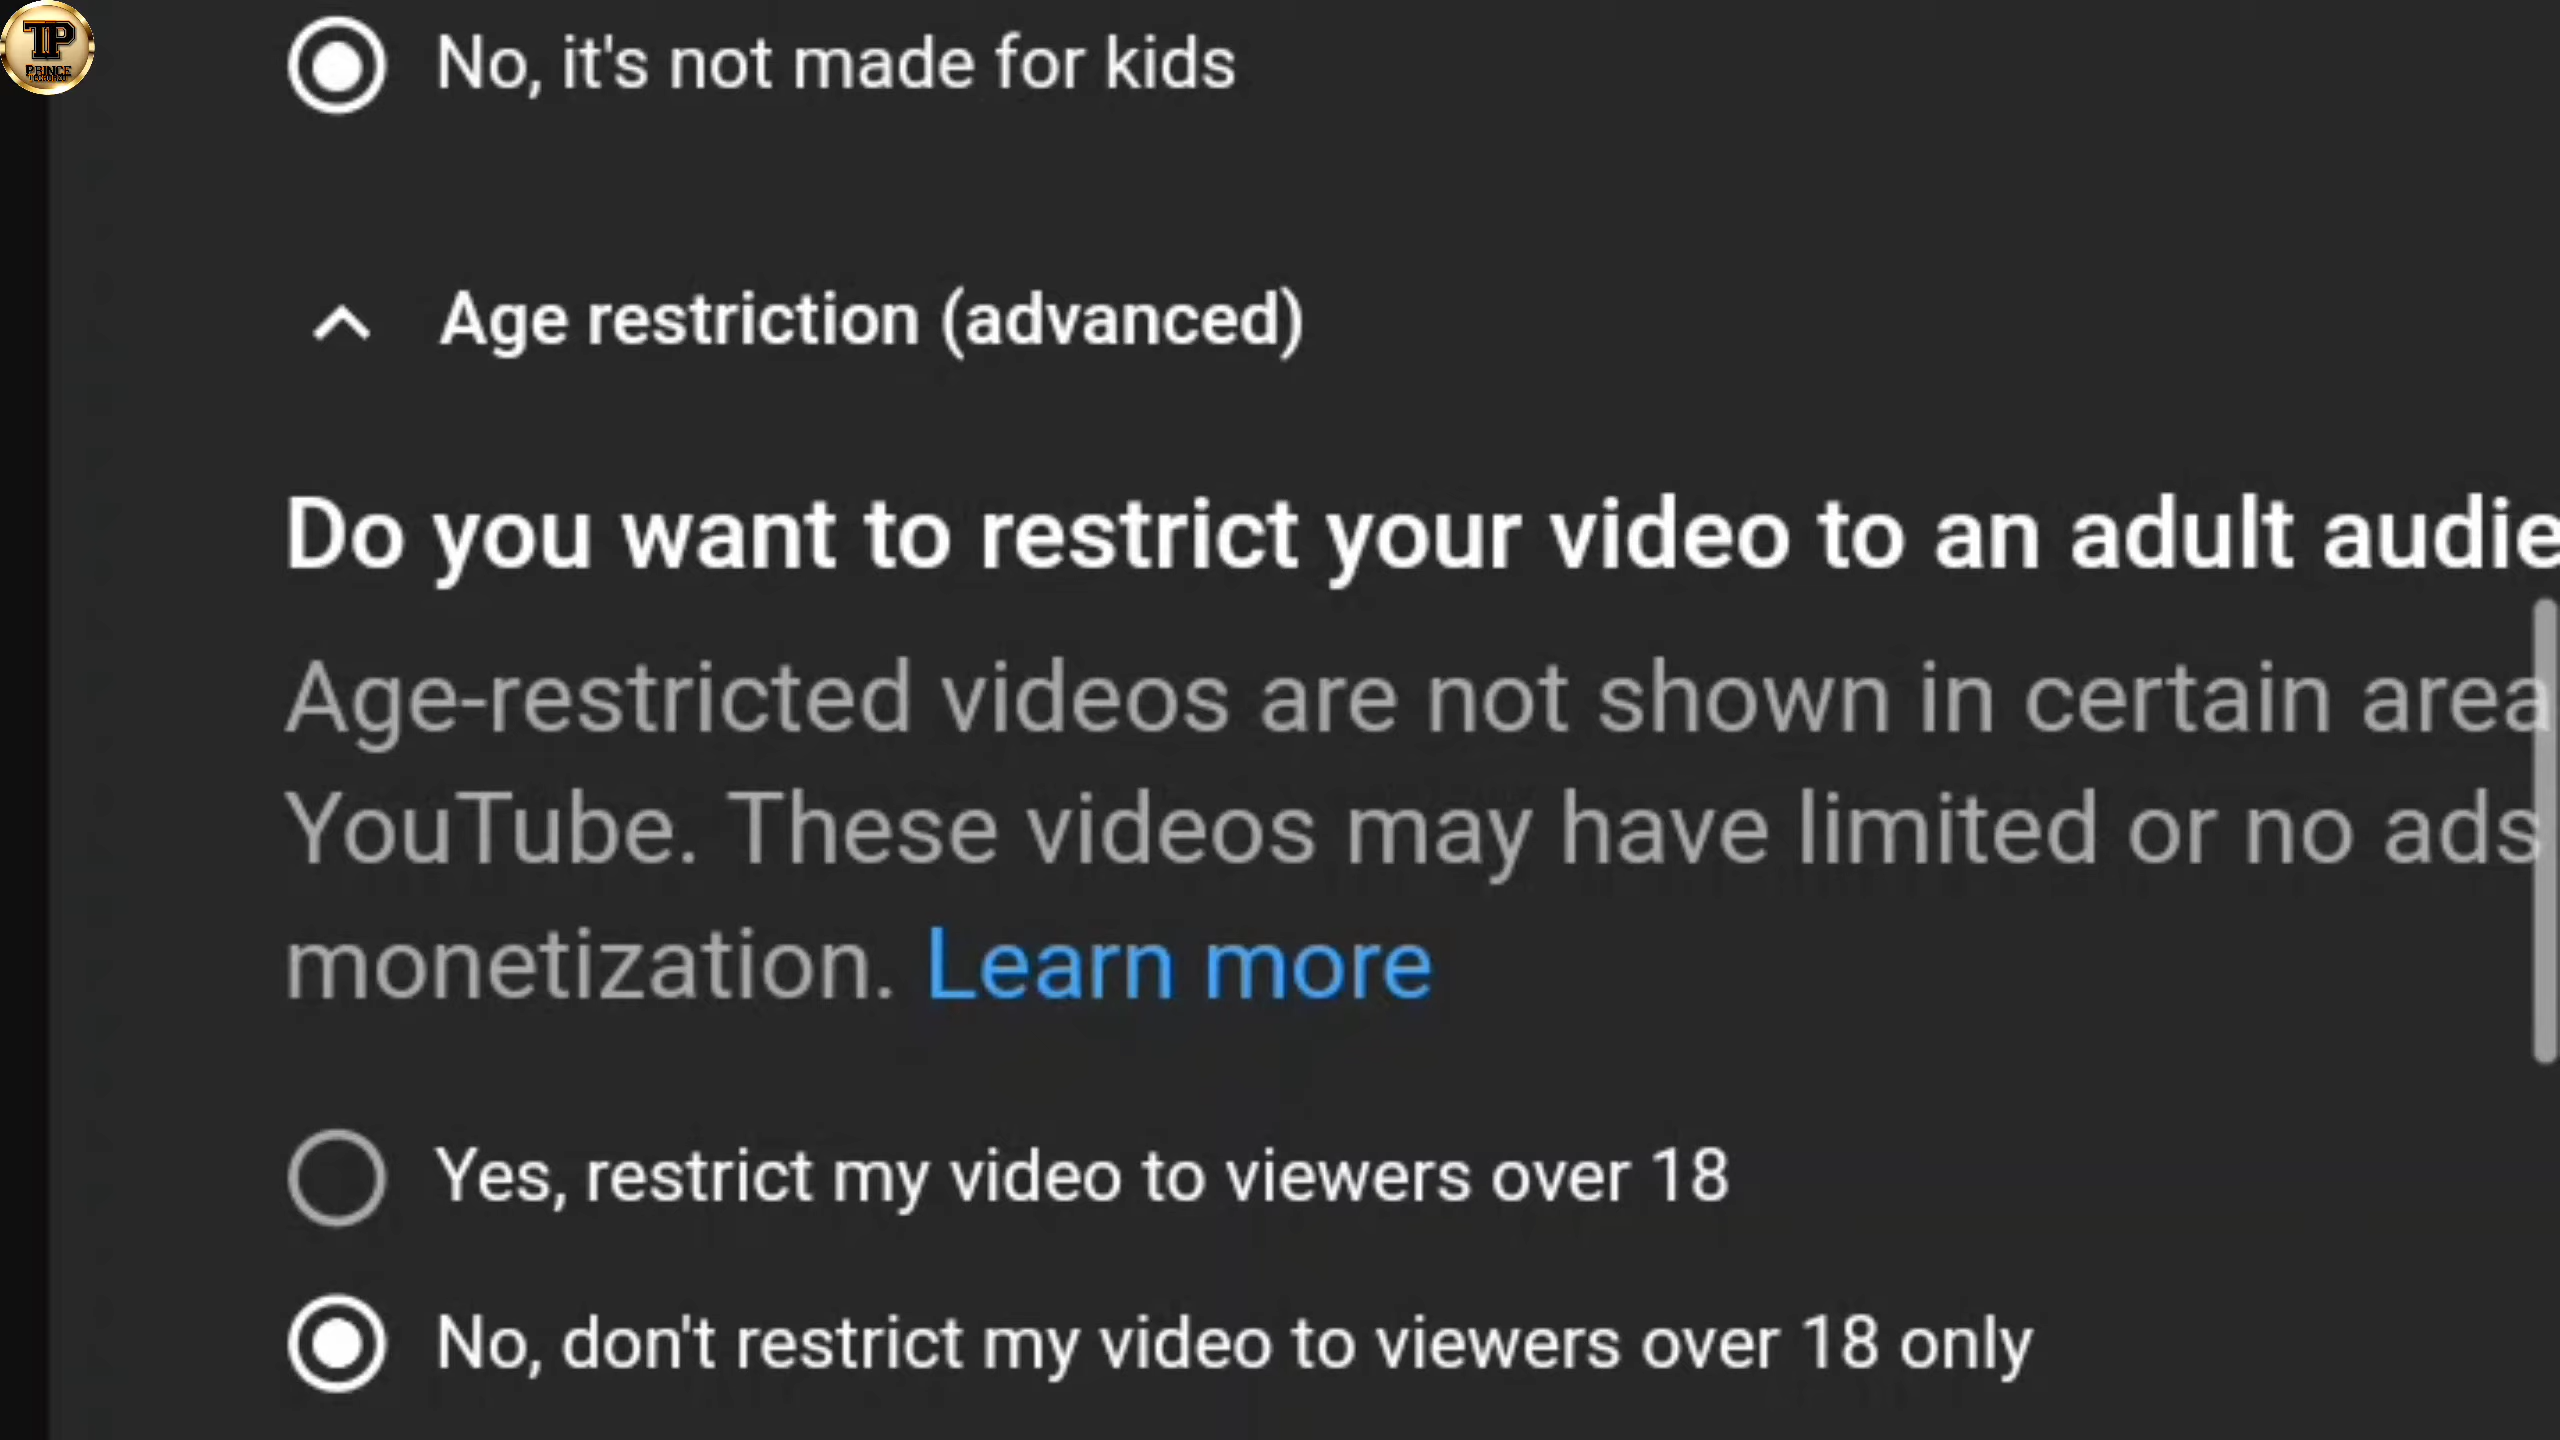 TP
PRINCE
No, it's not made for kids
Age restriction (advanced)
Do you want to restrict your video to an adult audie
Age-restricted videos are not shown in certain area
YouTube. These videos may have limited or no ads
monetization. Learn more
Yes, restrict my video to viewers over 18
No, don't restrict my video to viewers over 18 only